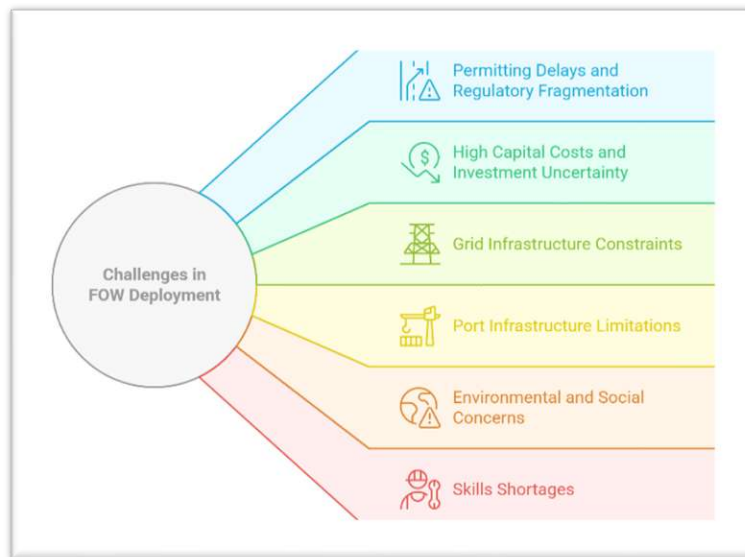 Permitting Delays and
Regulatory Fragmentation
High Capital Costs and
Investment Uncertainty
Grid Infrastructure Constraints
Challenges in
FOW Deployment
Port Infrastructure Limitations
Environmental and Social
Concerns
Skills Shortages